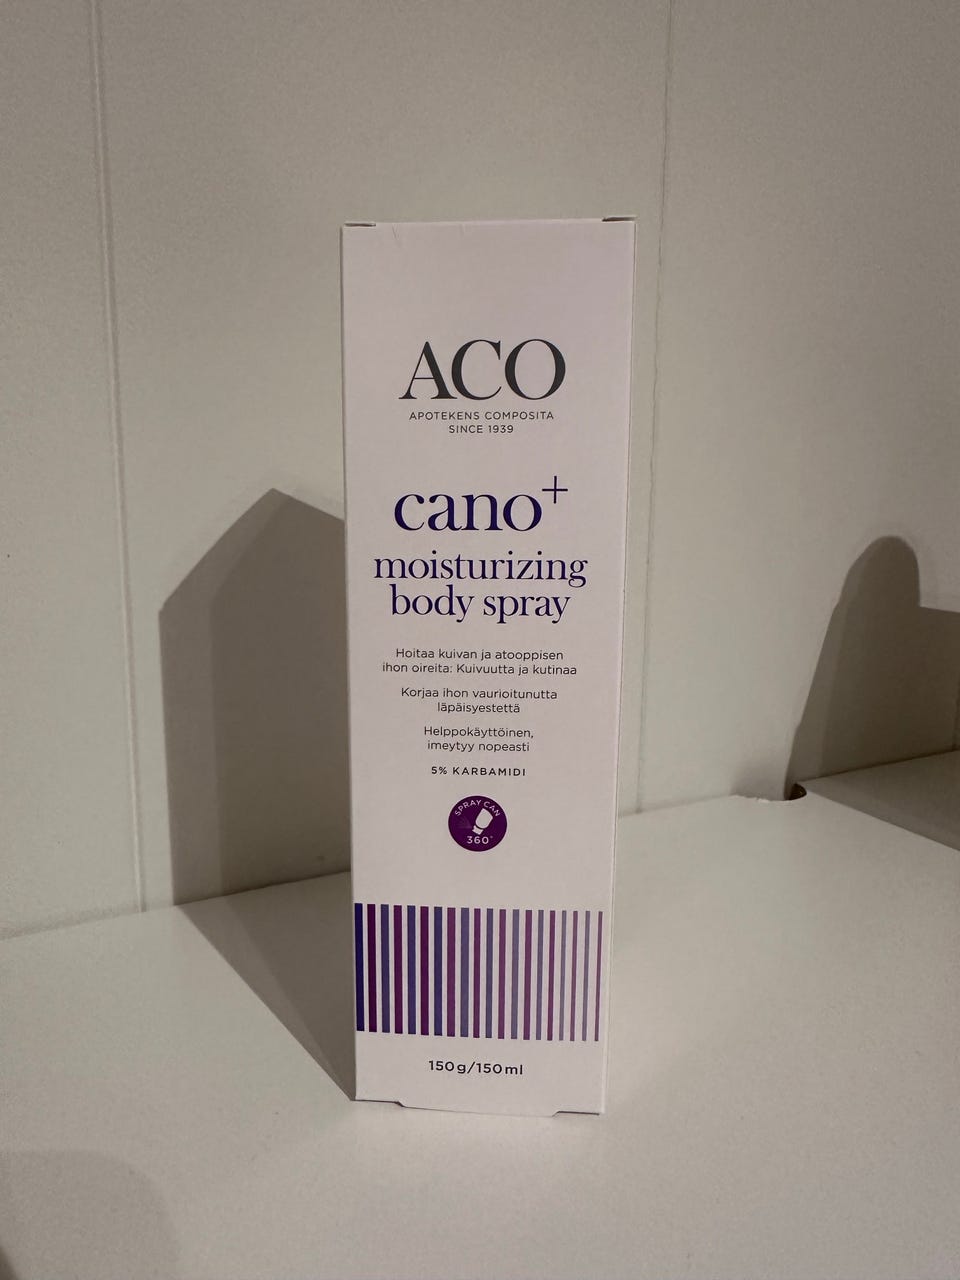 ACO
APOTEKENS COMPOSITA
SINCE 1939
cano+
moisturizing
body spray
Hoitaa kuivan ja atooppisen
ihon oireita: Kuivuutta ja kutinaa
Korjaa ihon vaurioitunutta
läpäisyestettä
Helppokäyttöinen,
imeytyy nopeasti
5% KARBAMIDI
SPRAY CAN
360°
150g/150ml